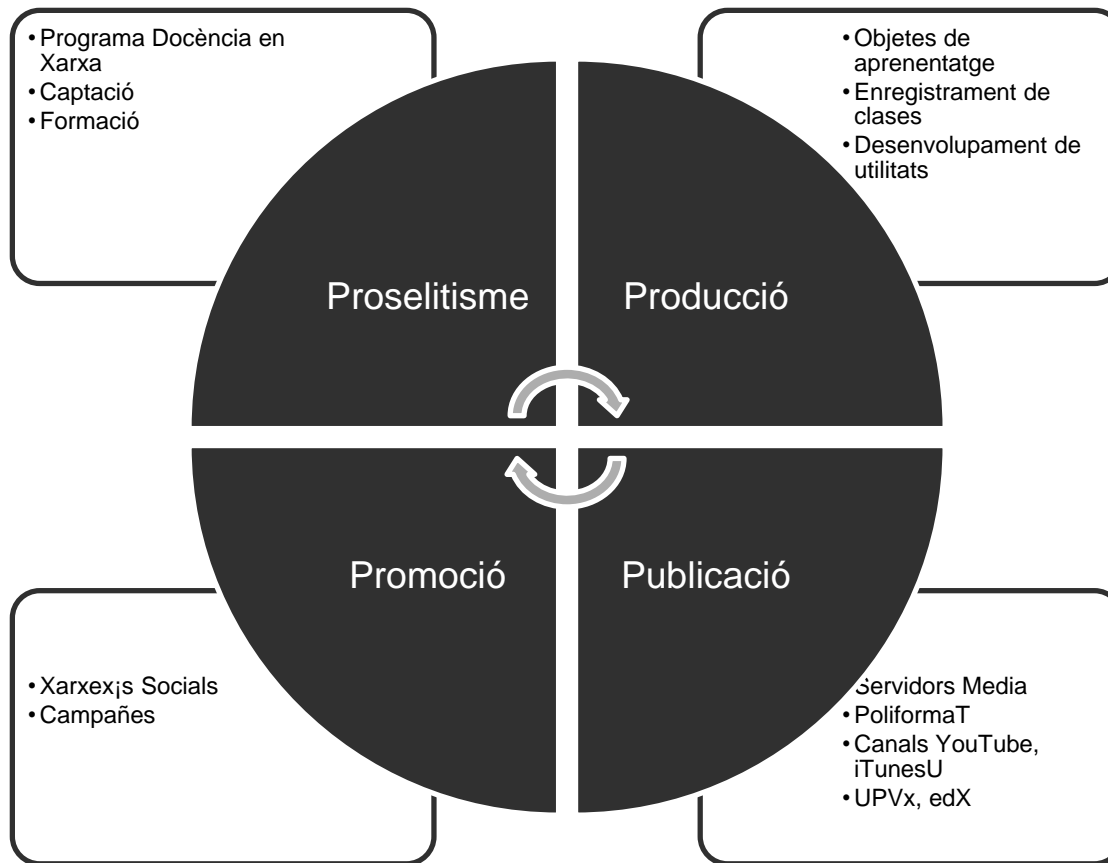 • Programa Docència en
Xarxa
• Captació
• Formació
• Objetes de
aprenentatge
• Enregistrament de
clases
• Desenvolupament de
utilitats
Proselitisme
Producció
Promoció
Publicació
• Xarxex¡s Socials
• Campañes
Servidors Media
• PoliformaT
• Canals YouTube,
iTunesU
• UPVx, edX